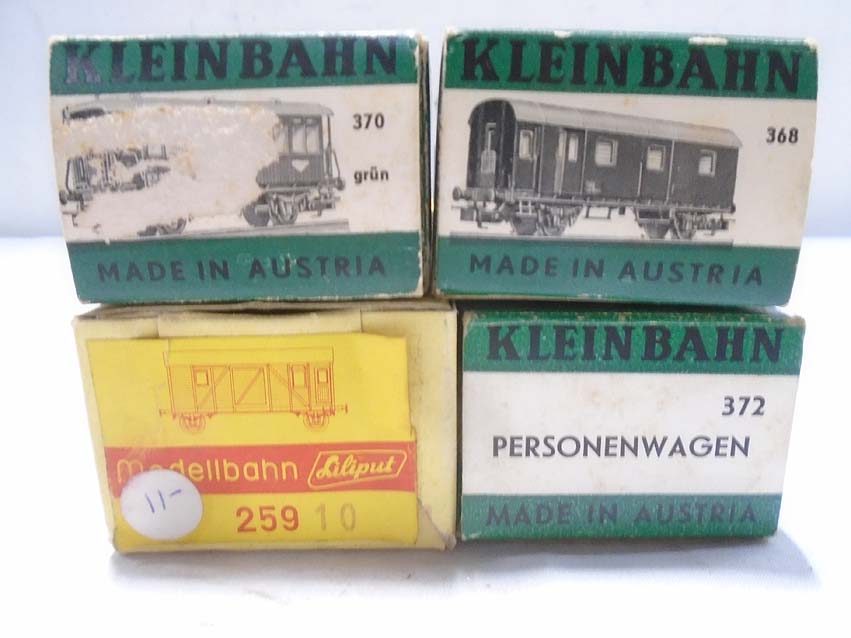 KLEINBAHN
370
grün
MADE IN AUSTRIA
KLEINBAHN
368
MADE IN AUSTRIA
Modellbahn Liliput
11-
259 10
KLEINBAHN
372
PERSONENWAGEN
MADE IN AUSTRIA